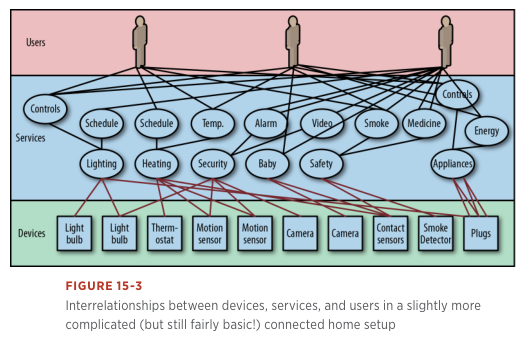 Users
Controls
Controls
Schedule
Schedule
Temp.
Alarm
Video
Smoke
Medicine
Energy
Services
Lighting
Heating
Security
Baby
Safety
Appliances
Devices
Light
bulb
Light
bulb
Therm-
ostat
Motion
sensor
Motion
sensor
Camera
Camera
Contact
sensors
Smoke
Detector
Plugs
FIGURE 15-3
Interrelationships between devices, services, and users in a slightly more
complicated (but still fairly basic!) connected home setup